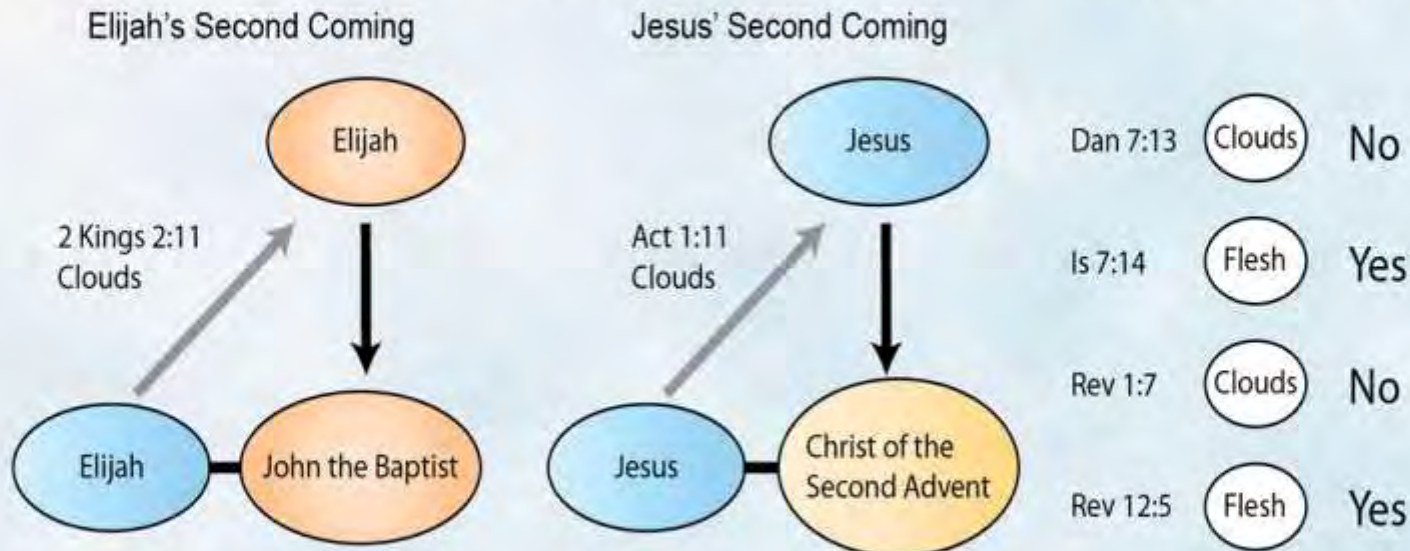 Elijah's Second Coming
Elijah
2 Kings 2:11
Clouds
Elijah
John the Baptist
Jesus' Second Coming
Jesus
Act 1:11
Clouds
Jesus
Christ of the
Second Advent
Dan 7:13 Clouds No
Is 7:14 Flesh Yes
Rev 1:7 Clouds No
Rev 12:5 Flesh Yes